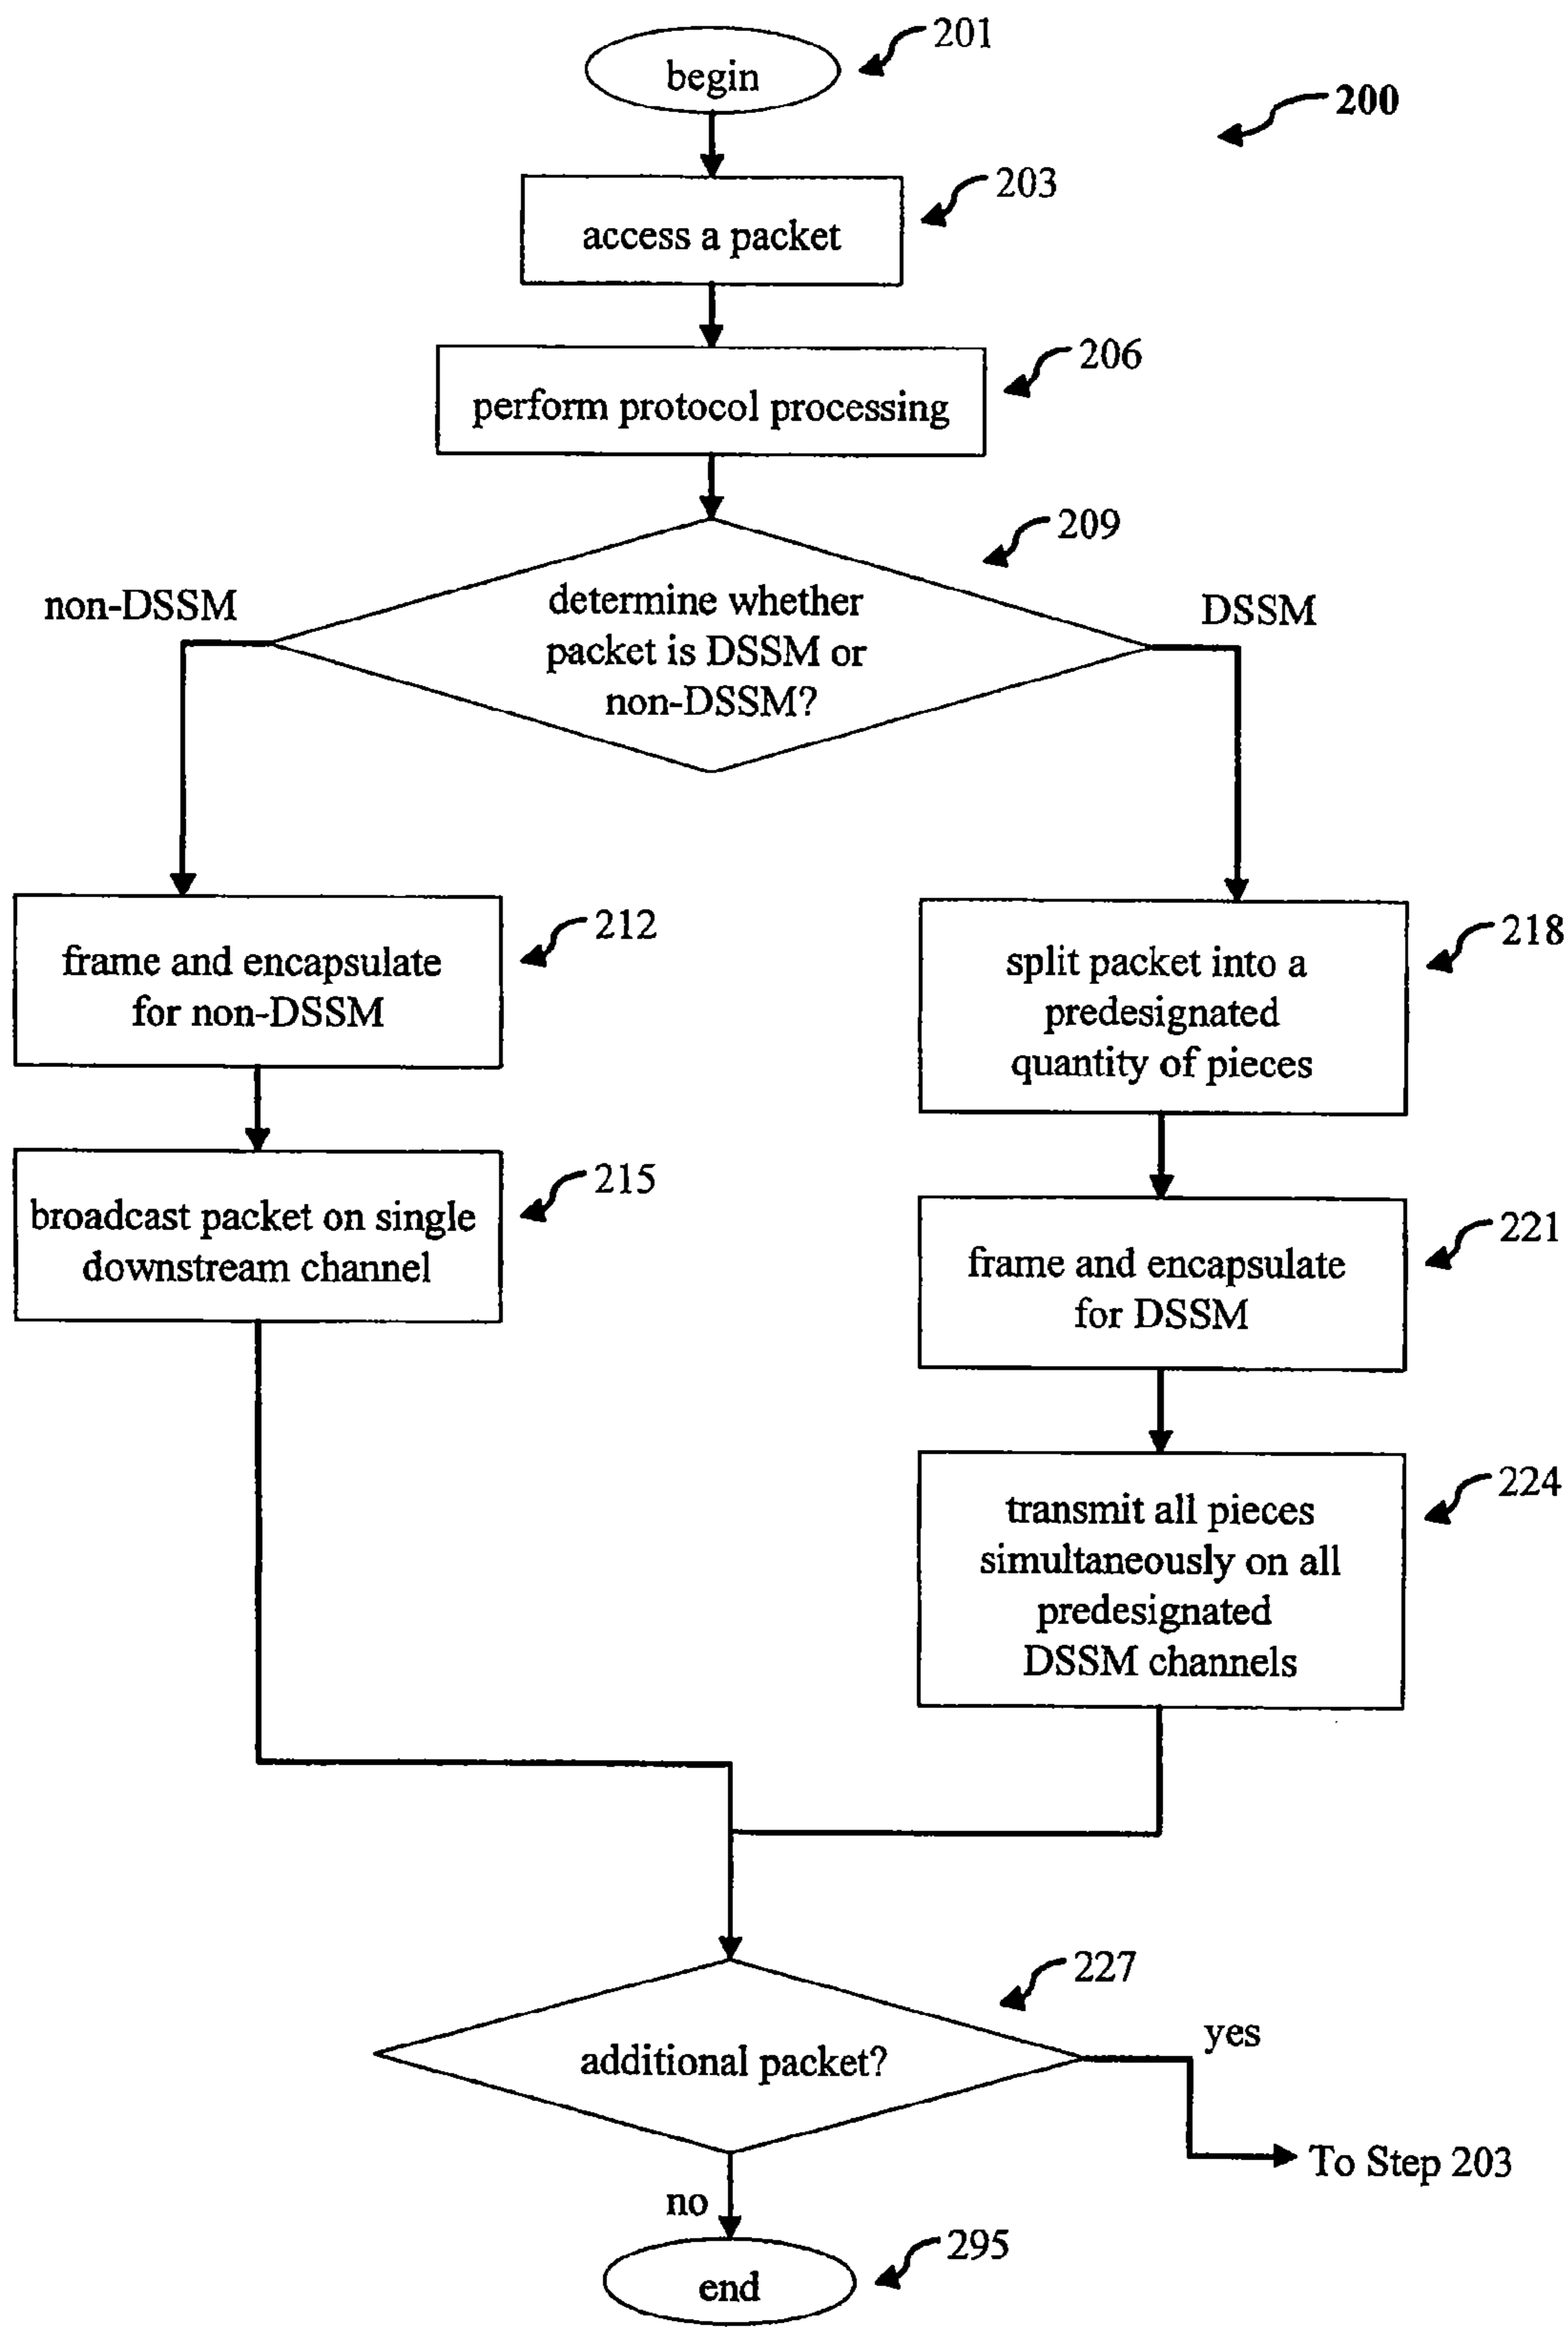 begin
201
200
access a packet
203
perform protocol processing
206
209
determine whether
packet is DSSM or
non-DSSM?
non-DSSM
DSSM
frame and encapsulate
for non-DSSM
212
broadcast packet on single
downstream channel
215
split packet into a
predesignated
quantity of pieces
218
frame and encapsulate
for DSSM
221
transmit all pieces
simultaneously on all
predesignated
DSSM channels
224
227
additional packet?
yes
To Step 203
no
end
295